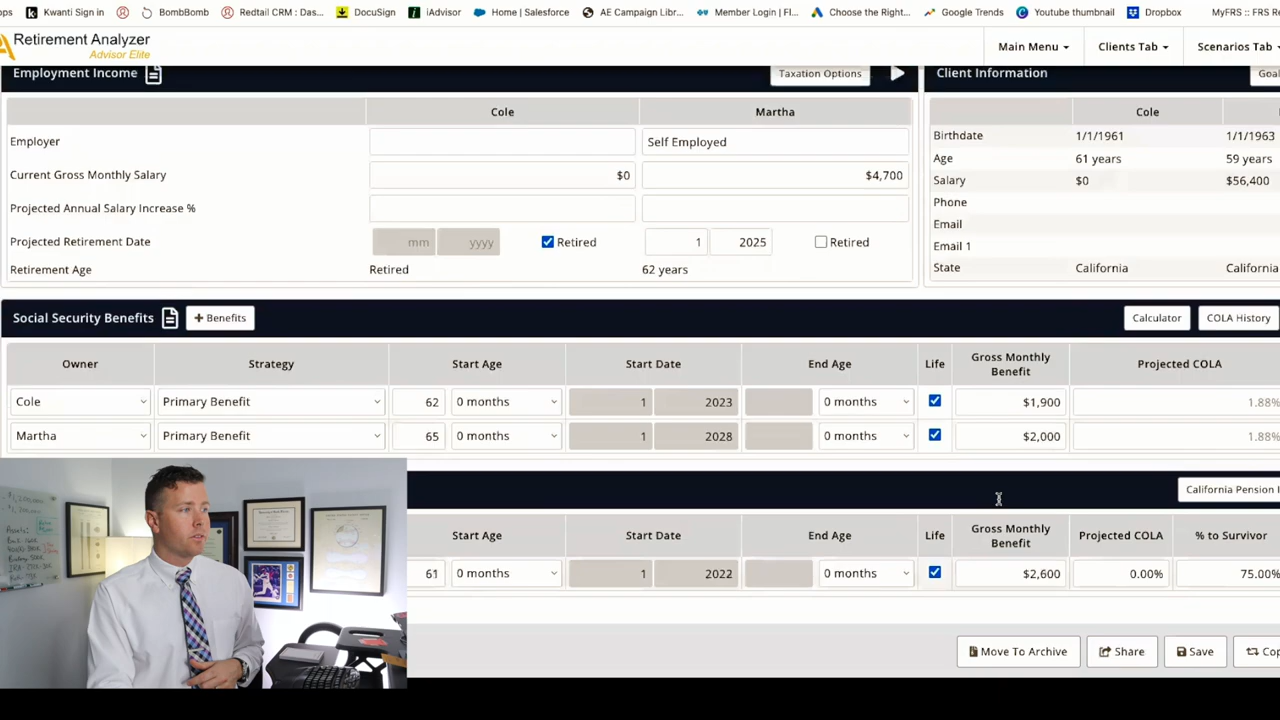 ops Kwanti Sign in BombBomb Redtail CRM : Das... DocuSign iAdvisor Home | Salesforce AE Campaign Libr... Member Login | Fl... Choose the Right... Google Trends Youtube thumbnail Dropbox MyFRS :: FRS R
Retirement Analyzer
Advisor Elite
Main Menu Clients Tab Scenarios Tab
Employment Income Taxation Options
Cole Martha
Employer Self Employed
Current Gross Monthly Salary $0 $4,700
Projected Annual Salary Increase %
Projected Retirement Date mm yyyy Retired 1 2025 Retired
Retirement Age Retired 62 years
Client Information Goal
Cole
Birthdate 1/1/1961 1/1/1963
Age 61 years 59 years
Salary $0 $56,400
Phone
Email
Email 1
State California California
Social Security Benefits + Benefits Calculator COLA History
Owner Strategy Start Age Start Date End Age Life Gross Monthly Benefit Projected COLA
Cole Primary Benefit 62 0 months 1 2023 0 months $1,900 1.88%
Martha Primary Benefit 65 0 months 1 2028 0 months $2,000 1.88%
California Pension I
Start Age Start Date End Age Life Gross Monthly Benefit Projected COLA % to Survivor
61 0 months 1 2022 0 months $2,600 0.00% 75.00%
Move To Archive Share Save Cop